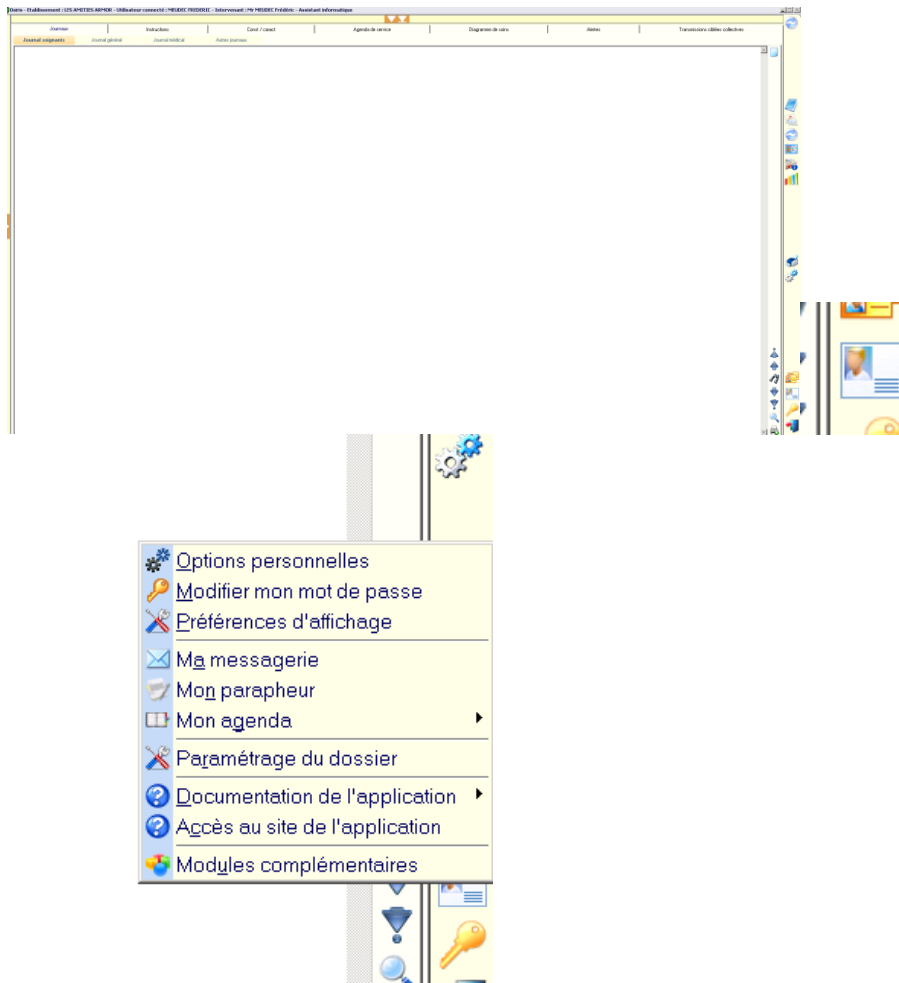 Osiris - Etablissement : LES AMITIES ARMOR - Utilisateur connecté : MEUDEC FREDERIC - Intervenant : Mr MEUDEC Frédéric - Assistant informatique
Journaux Instructions Const / caract Agenda de service Diagramme de soins Alertes Transmissions ciblées collectives
Journal soignants Journal général Journal médical Autres journaux
Options personnelles
Modifier mon mot de passe
Préférences d'affichage
Ma messagerie
Mon parapheur
Mon agenda
Paramétrage du dossier
Documentation de l'application
Accès au site de l'application
Modules complémentaires